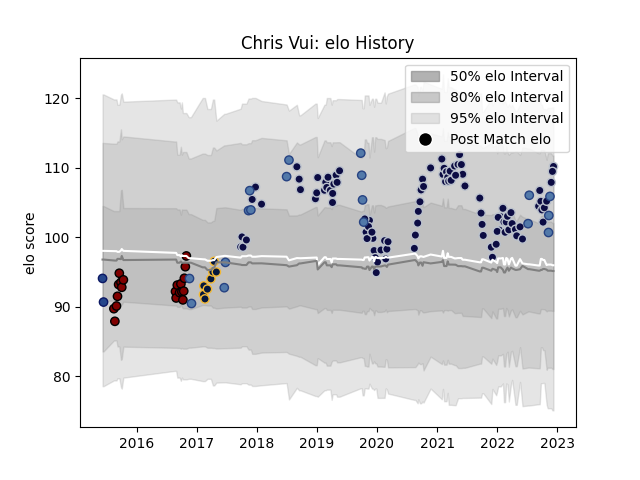 Chris Vui: elo History
50% elo Interval
80% elo Interval
95% elo Interval
Post Match elo
elo score
120
110
100
90
80
2016 2017 2018 2019 2020 2021 2022 2023